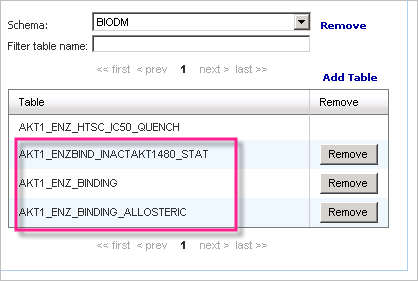 Schema: BIODM Remove
Filter table name:
<< first < prev 1 next > last >>
Add Table
Table Remove
AKT1_ENZ_HTSC_IC50_QUENCH
AKT1_ENZBIND_INACTAKT1480_STAT Remove
AKT1_ENZ_BINDING Remove
AKT1_ENZ_BINDING_ALLOSTERIC Remove
<< first < prev 1 next > last >>